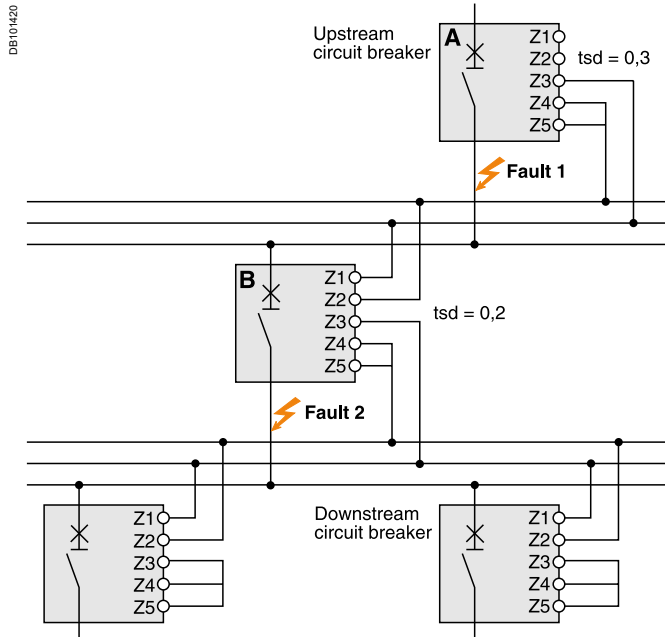 DB101420
Upstream
circuit breaker
A
Z1
Z2
Z3
Z4
Z5
tsd = 0,3
Fault 1
B
Z1
Z2
Z3
Z4
Z5
tsd = 0,2
Fault 2
Z1
Z2
Z3
Z4
Z5
Downstream
circuit breaker
Z1
Z2
Z3
Z4
Z5